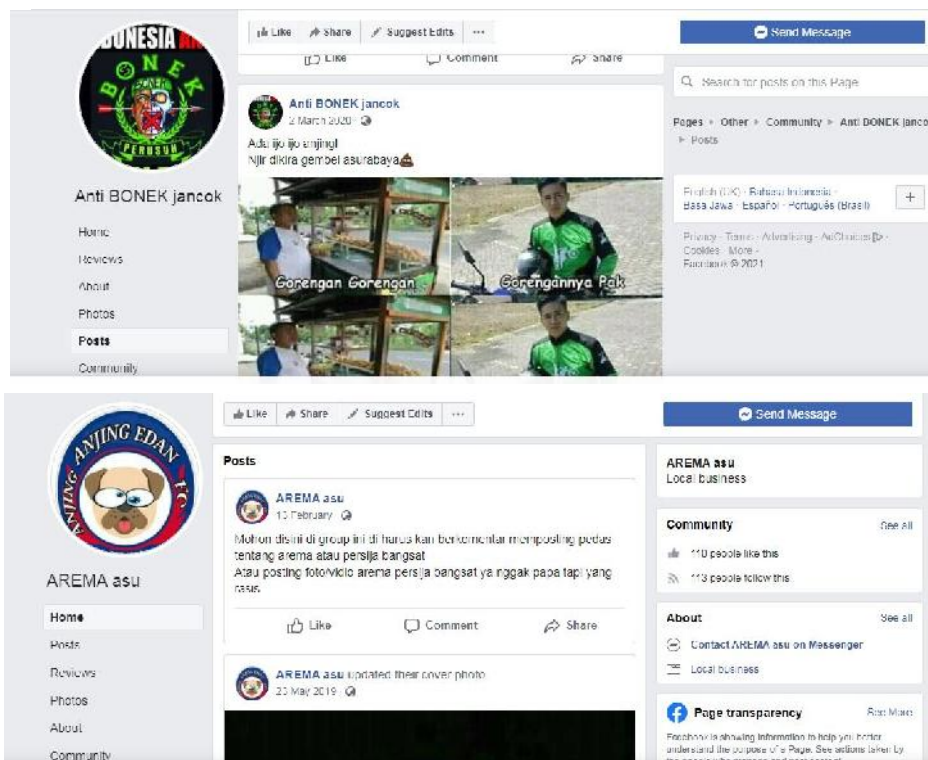 INDONESIA
BONEK
BONEK
PERUSUH
Anti BONEK jancok
Home
Reviews
About
Photos
Posts
Community
Like
Share
Suggest Edits
...
Like
Comment
Share
Anti BONEK jancok
2 March 2020
Ada ijo ijo anjing!
Njir dikira gembel asurabaya
Gorengan Gorengan
Gorengannya Pak
Send Message
Search for posts on this Page
Pages
Other
Community
Anti BONEK janco
Posts
English (UK) · Bahasa Indonesia ·
Basa Jawa · Español · Português (Brasil)
+
Privacy · Terms · Advertising · AdChoices ·
Cookies · More ·
Facebook © 2021
ANJING EDAN FC
ANJING
AREMA asu
Home
Posts
Reviews
Photos
About
Community
Like
Share
Suggest Edits
...
Posts
AREMA asu
Mohon disini di group ini di harus kan berkomentar memposting pedas
tentang arema atau persija bangsat
Atau posting foto/vidio arema persija bangsat ya nggak papa tapi yang
rasis
Like
Comment
Share
AREMA asu updated their cover photo.
May 2019
Send Message
AREMA asu
Local business
Community
See all
people like this
113 people follow this
About
See all
Contact AREMA asu on Messenger
Local business
Page transparency
See More
Facebook is showing information to help you better
understand the purpose of a Page. See actions taken by